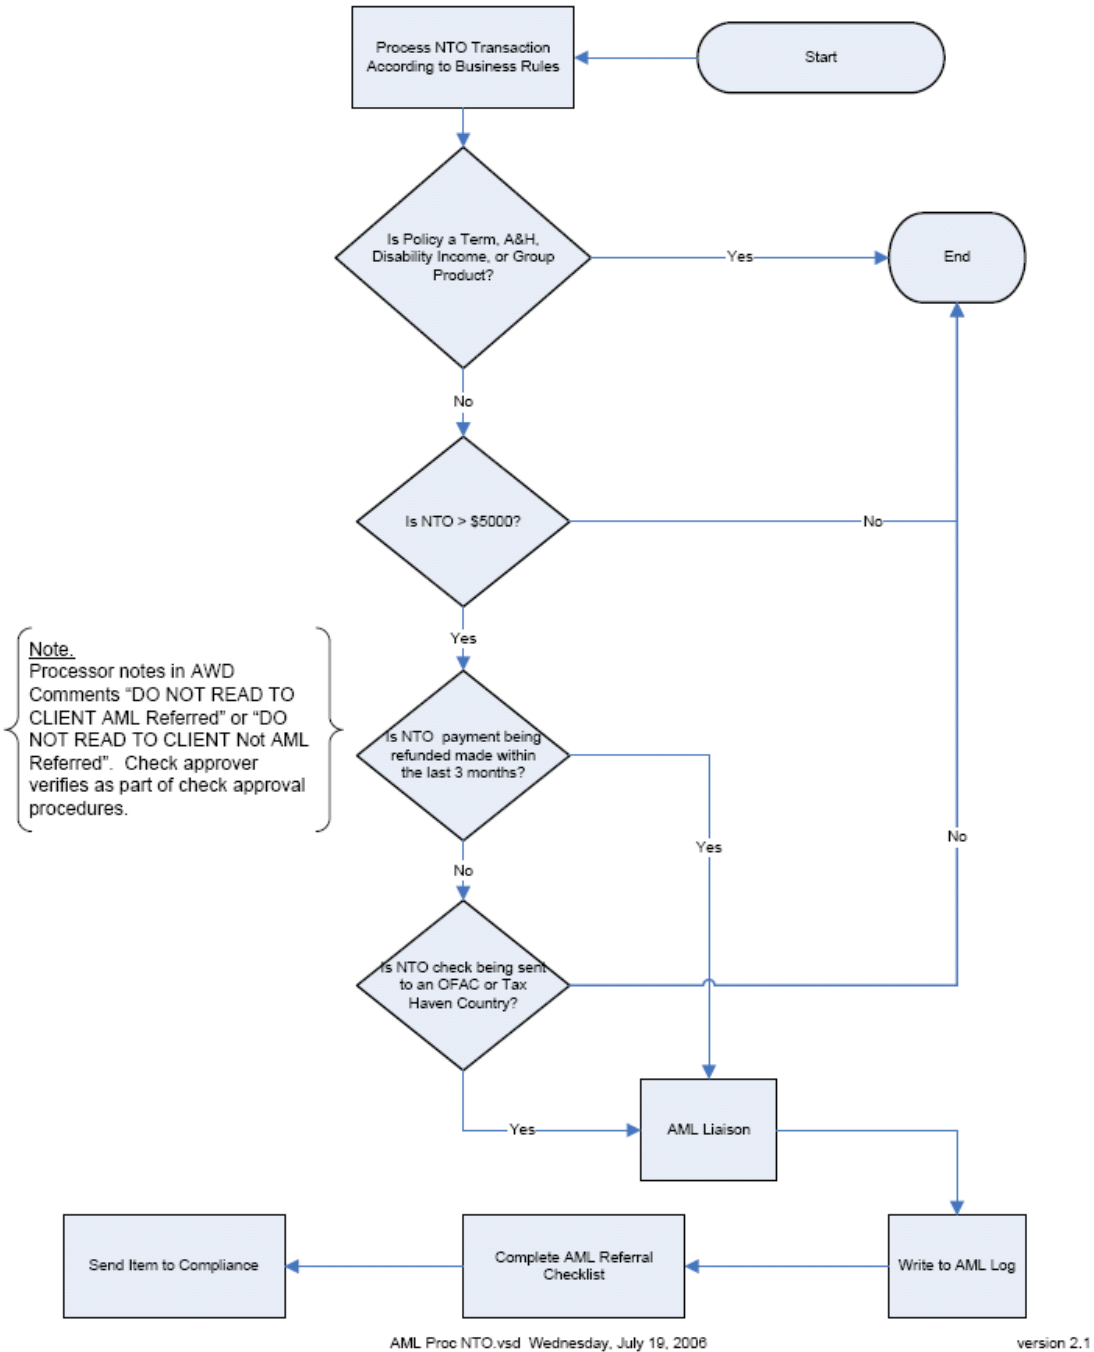 Process NTO Transaction
According to Business Rules
Start
Is Policy a Term, A&H,
Disability Income, or Group
Product?
Yes
End
No
Is NTO > $5000?
No
Yes
Note.
Processor notes in AWD
Comments “DO NOT READ TO
CLIENT AML Referred” or “DO
NOT READ TO CLIENT Not AML
Referred”.  Check approver
verifies as part of check approval
procedures.
Is NTO  payment being
refunded made within
the last 3 months?
Yes
No
No
Is NTO check being sent
to an OFAC or Tax
Haven Country?
Yes
AML Liaison
Send Item to Compliance
Complete AML Referral
Checklist
Write to AML Log
AML Proc NTO.vsd  Wednesday, July 19, 2006
version 2.1